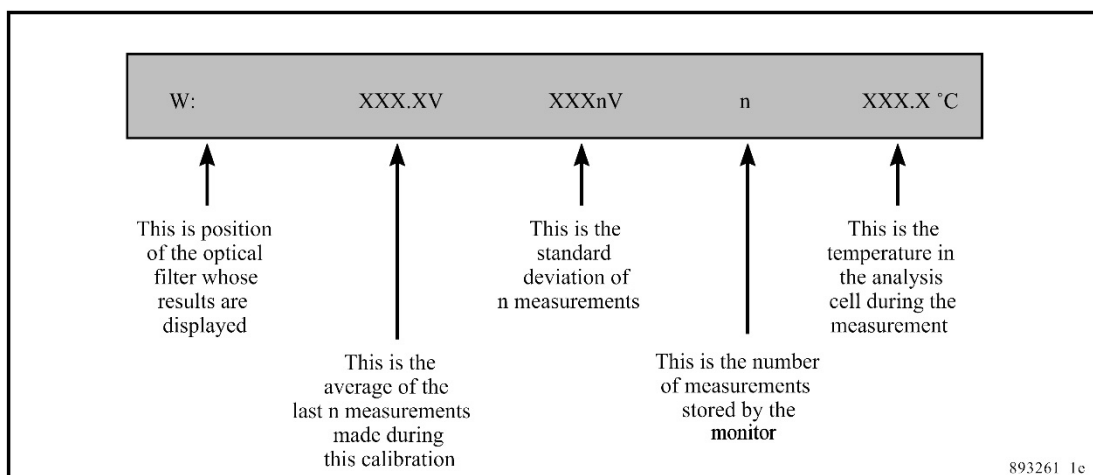 W: XXX.XV XXXnV n XXX.X °C
This is position
of the optical
filter whose
results are
displayed
This is the
average of the
last n measurements
made during
this calibration
This is the
standard
deviation of
n measurements
This is the number
of measurements
stored by the
monitor
This is the
temperature in
the analysis
cell during the
measurement
893261 1c